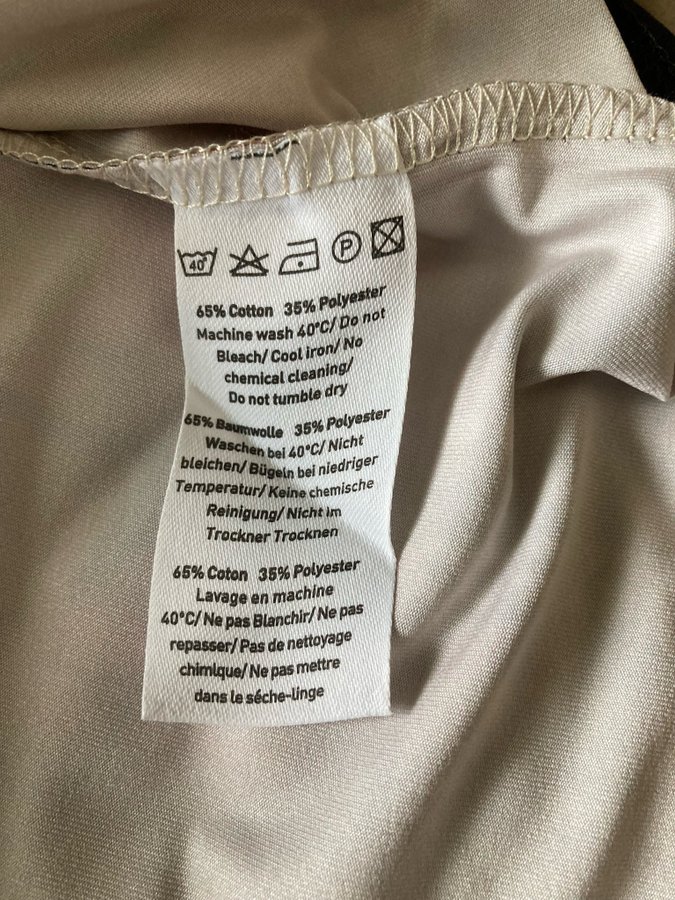 40°
P
65% Cotton 35% Polyester
Machine wash 40°C/ Do not
Bleach/ Cool iron/ No
chemical cleaning/
Do not tumble dry
65% Baumwolle 35% Polyester
Waschen bei 40°C/ Nicht
bleichen/ Bügeln bei niedriger
Temperatur/ Keine chemische
Reinigung/ Nicht im
Trockner Trocknen
65% Coton 35% Polyester
Lavage en machine
40°C/ Ne pas Blanchir/ Ne pas
repasser/ Pas de nettoyage
chimique/ Ne pas mettre
dans le séche-linge